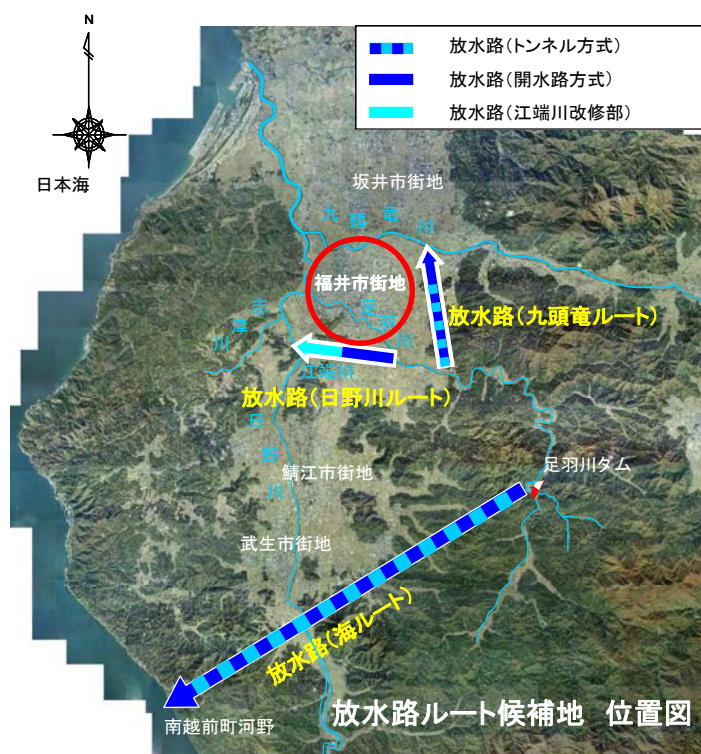 放水路(トンネル方式)
放水路(開水路方式)
放水路(江端川改修部)
日本海
坂井市街地
九頭竜川
福井市街地
足羽川
志津川
放水路(九頭竜ルート)
江端川
放水路(日野川ルート)
日野川
足羽川ダム
鯖江市街地
武生市街地
放水路(海ルート)
南越前町河野
放水路ルート候補地 位置図